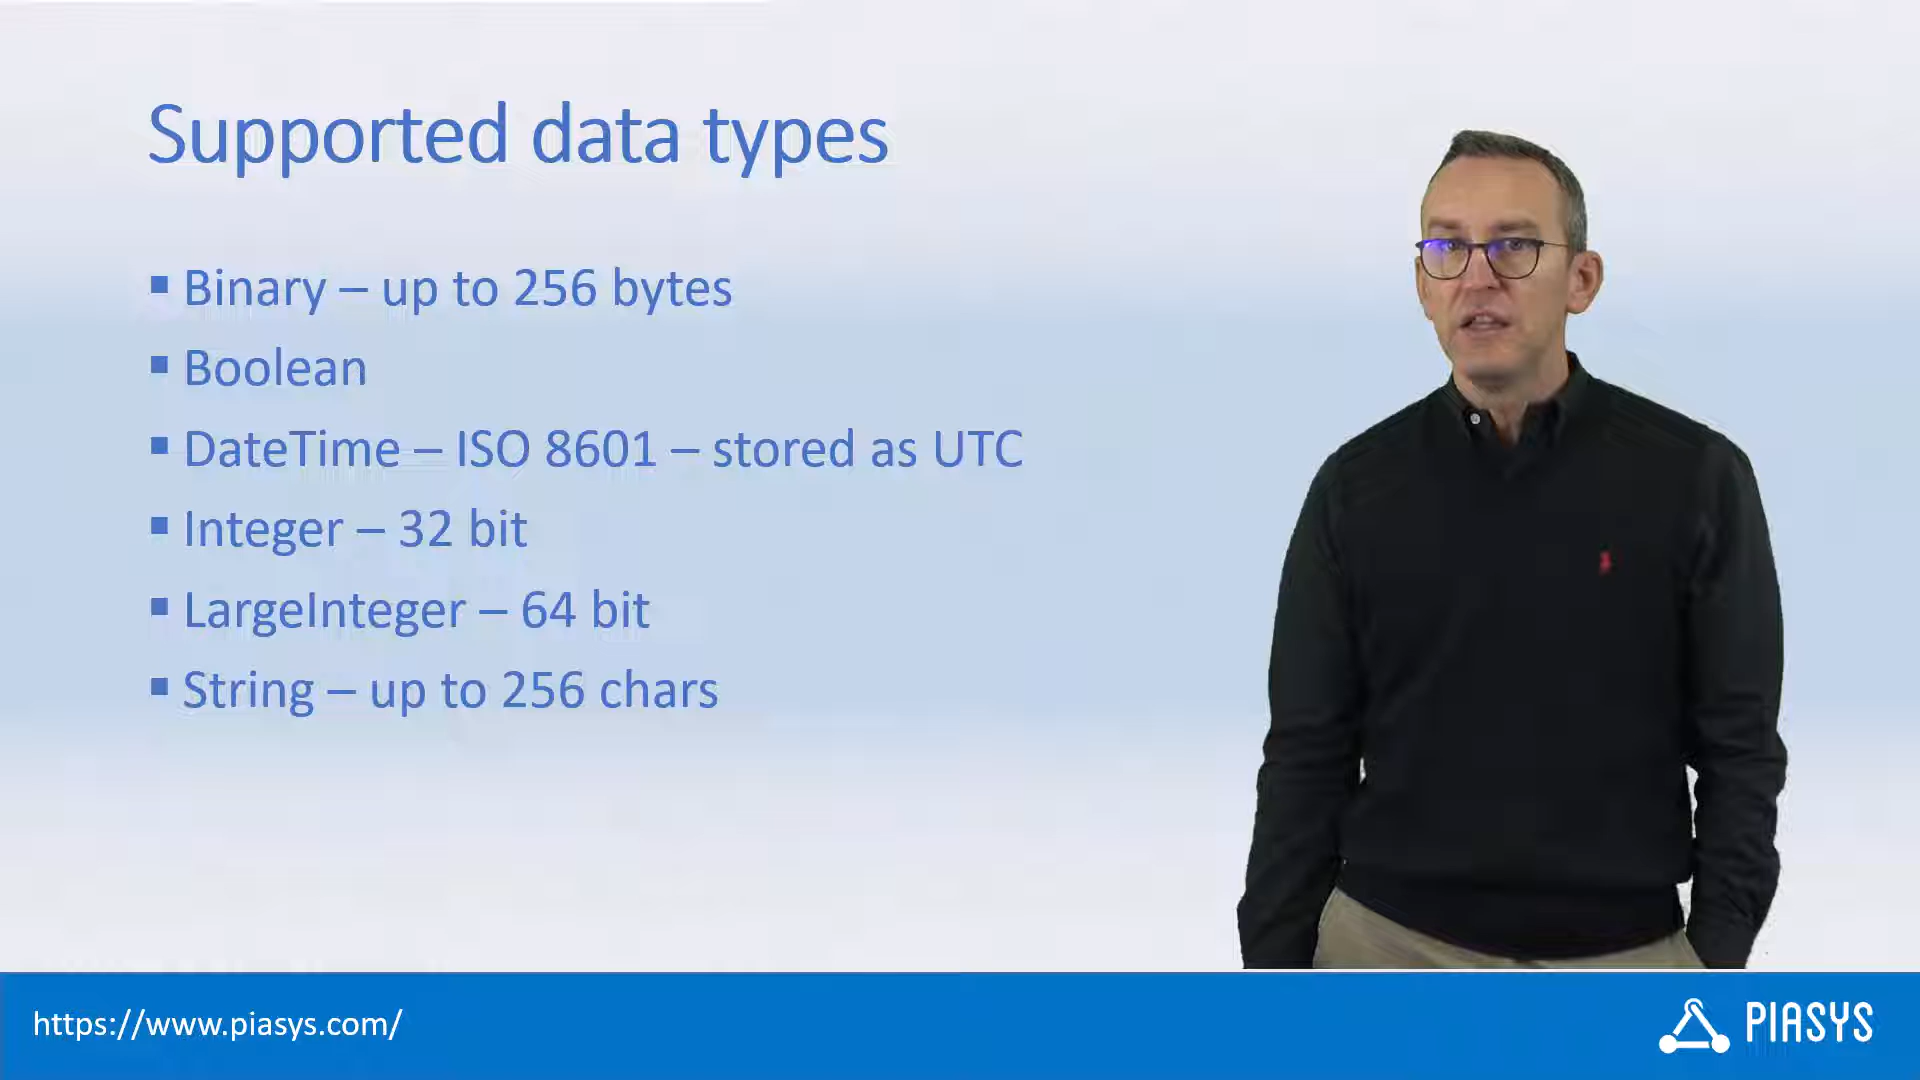 Supported data types
▪ Binary – up to 256 bytes
▪ Boolean
▪ DateTime – ISO 8601 – stored as UTC
▪ Integer – 32 bit
▪ LargeInteger – 64 bit
▪ String – up to 256 chars
https://www.piasys.com/
PIASYS